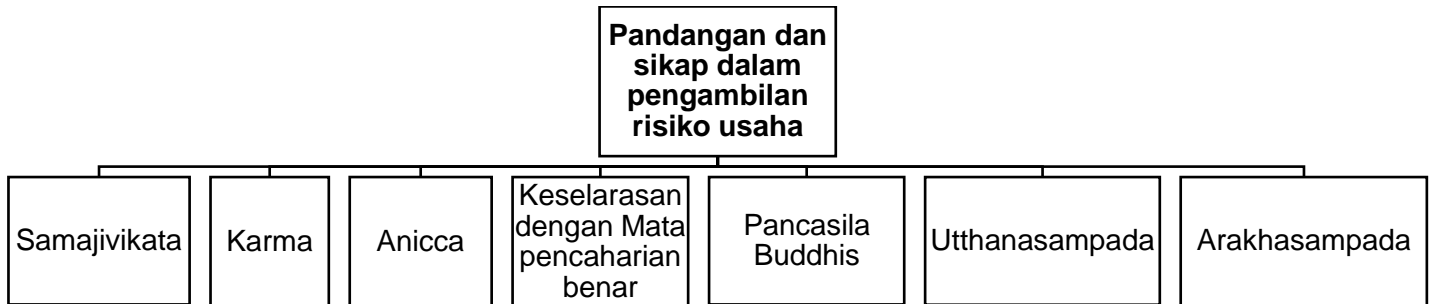 Pandangan dan
sikap dalam
pengambilan
risiko usaha
Samajivikata
Karma
Anicca
Keselarasan
dengan Mata
pencaharian
benar
Pancasila
Buddhis
Utthanasampada
Arakhasampada